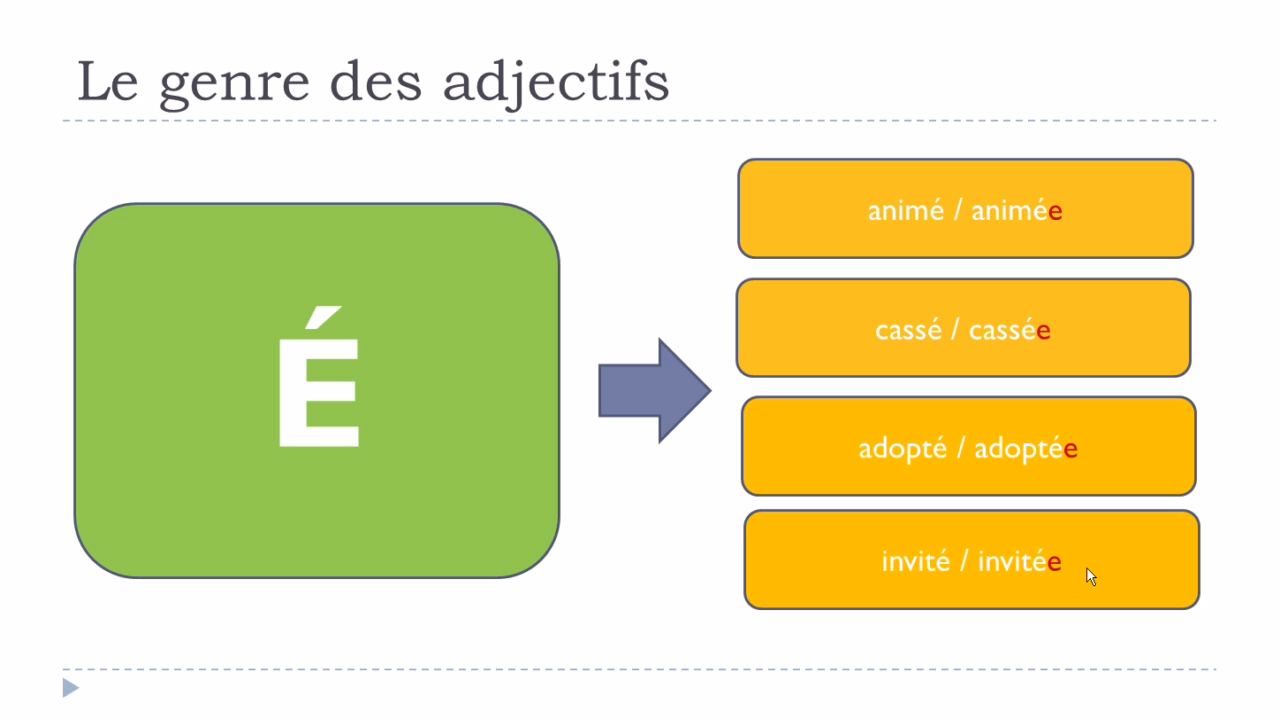 Le genre des adjectifs
É
animé / animée
cassé / cassée
adopté / adoptée
invité / invitée